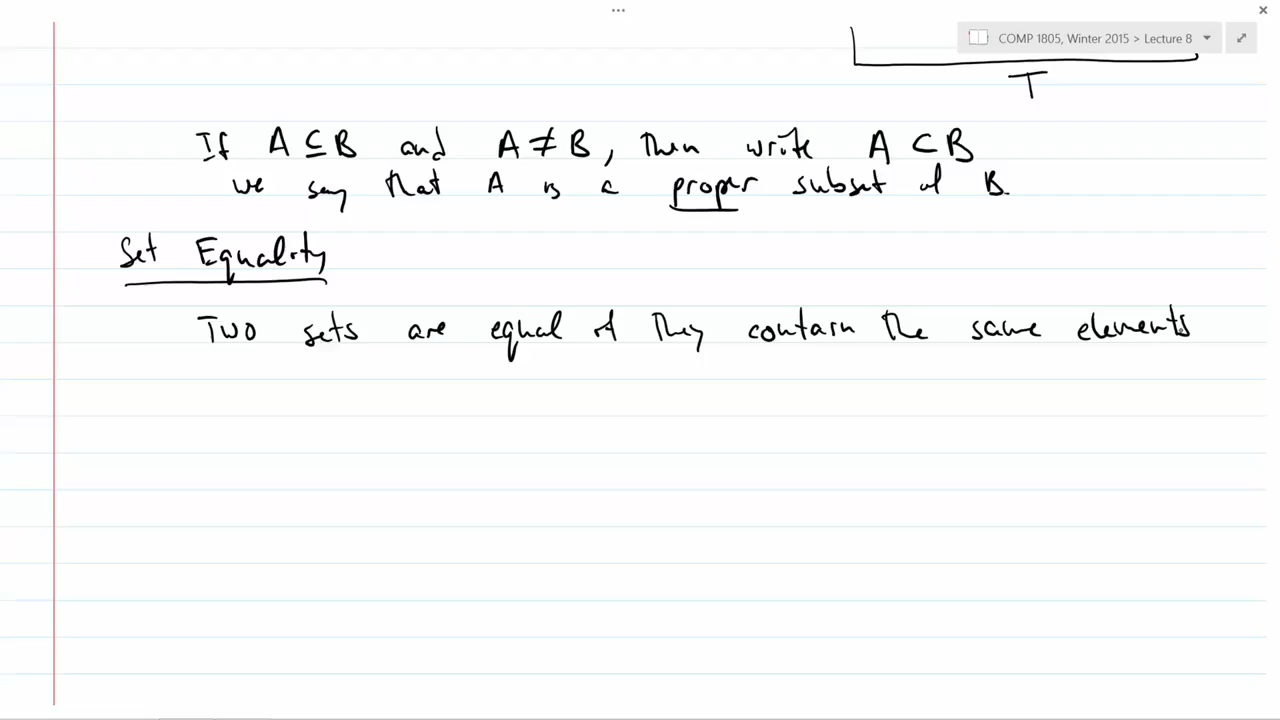 COMP 1805, Winter 2015 > Lecture 8
T
If A ⊆ B and A ≠ B, then write A ⊂ B
we say that A is a proper subset of B
Set Equality
Two sets are equal if they contain the same elements